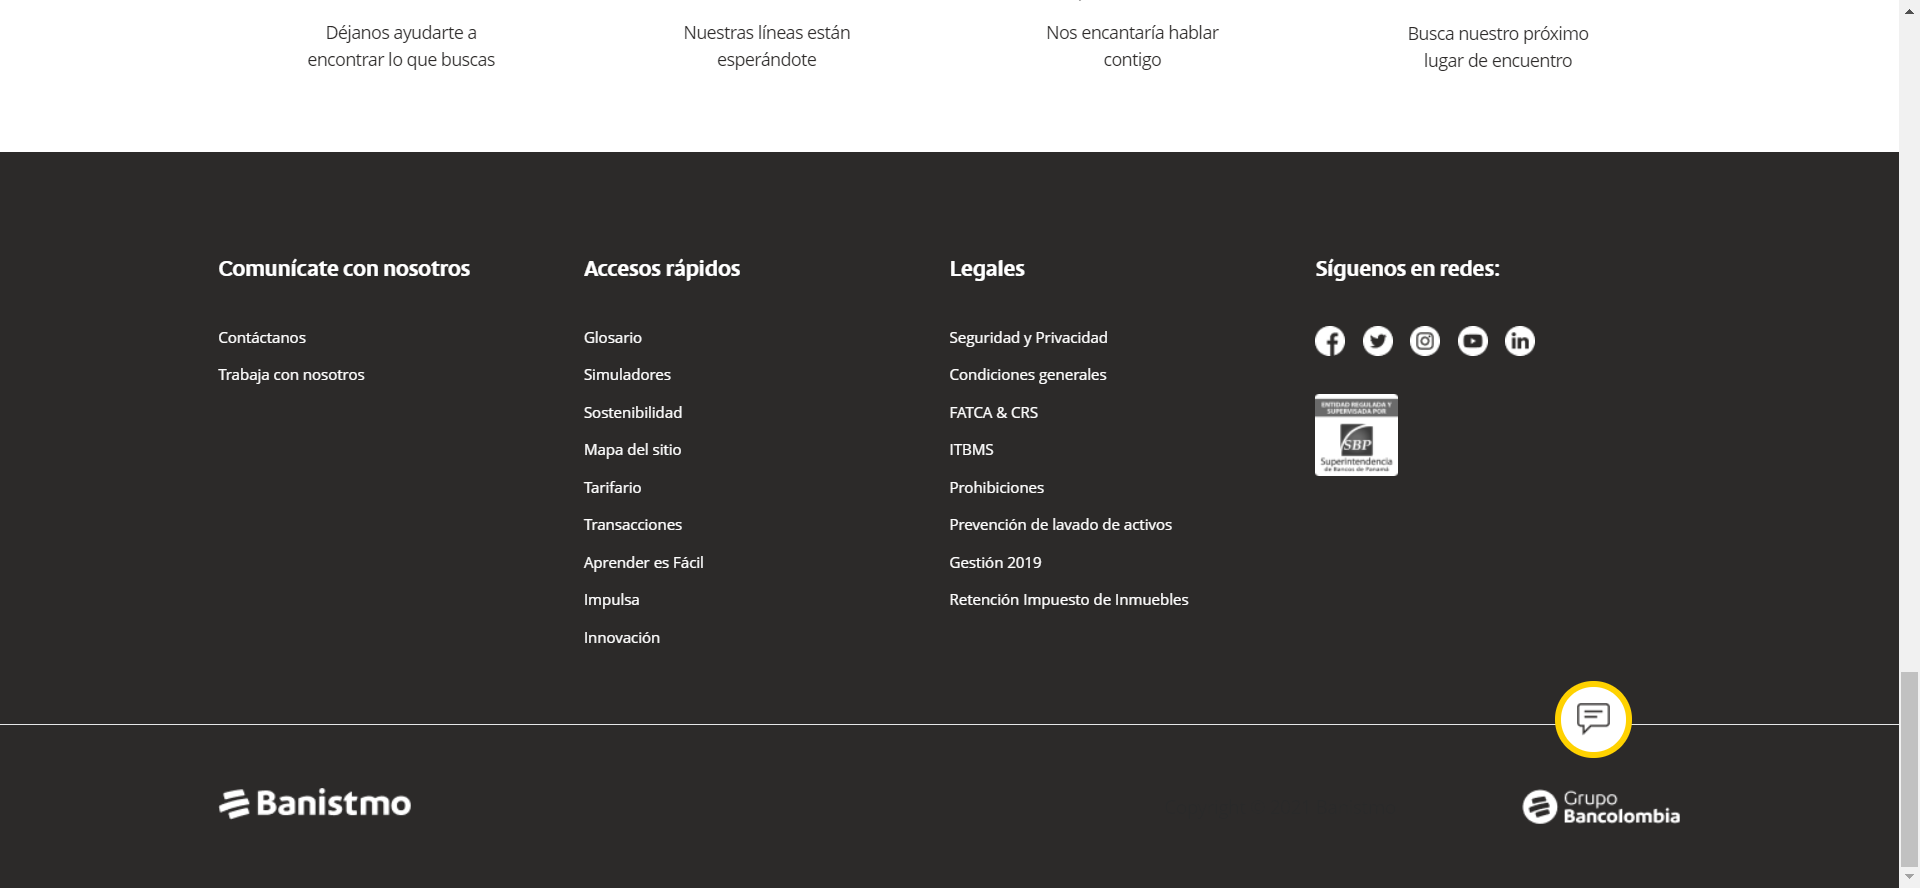 Déjanos ayudarte a
encontrar lo que buscas
Nuestras líneas están
esperándote
Nos encantaría hablar
contigo
Busca nuestro próximo
lugar de encuentro
Comunícate con nosotros
Contáctanos
Trabaja con nosotros
Accesos rápidos
Glosario
Simuladores
Sostenibilidad
Mapa del sitio
Tarifario
Transacciones
Aprender es Fácil
Impulsa
Innovación
Legales
Seguridad y Privacidad
Condiciones generales
FATCA & CRS
ITBMS
Prohibiciones
Prevención de lavado de activos
Gestión 2019
Retención Impuesto de Inmuebles
Síguenos en redes:
ENTIDAD REGULADA Y
SUPERVISADA POR
SBP
Superintendencia
de Bancos de Panamá
Banistmo
Grupo
Bancolombia